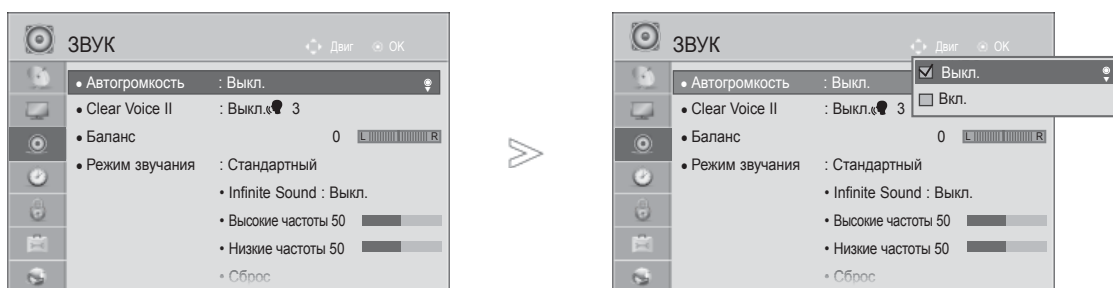 ЗВУК
Двиг OK
• Автогромкость : Выкл.
• Clear Voice II : Выкл. 3
• Баланс 0 L R
• Режим звучания : Стандартный
• Infinite Sound : Выкл.
• Высокие частоты 50
• Низкие частоты 50
• Сброс
ЗВУК
Двиг OK
• Автогромкость : Выкл.
• Clear Voice II : Выкл. 3
• Баланс 0 L R
• Режим звучания : Стандартный
• Infinite Sound : Выкл.
• Высокие частоты 50
• Низкие частоты 50
• Сброс
Выкл.
Вкл.